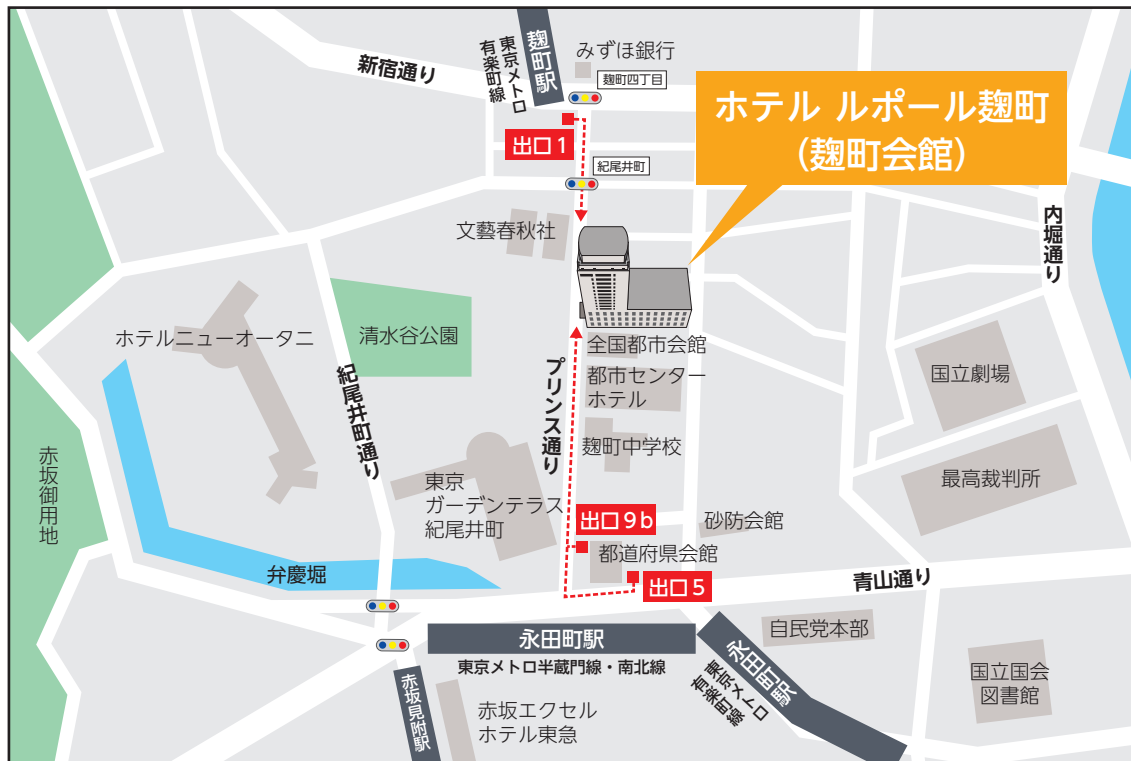 麹町駅
東京メトロ
有楽町線
みずほ銀行
麹町四丁目
新宿通り
出口1
ホテル ルポール麹町
(麹町会館)
紀尾井町
文藝春秋社
内堀通り
ホテルニューオータニ
清水谷公園
全国都市会館
都市センター
ホテル
国立劇場
プリンス通り
紀尾井町通り
麹町中学校
赤坂御用地
東京
ガーデンテラス
紀尾井町
最高裁判所
出口9b
砂防会館
都道府県会館
弁慶堀
出口5
青山通り
永田町駅
東京メトロ半蔵門線・南北線
自民党本部
永田町駅
東京メトロ
有楽町線
国立国会
図書館
赤坂見附駅
赤坂エクセル
ホテル東急